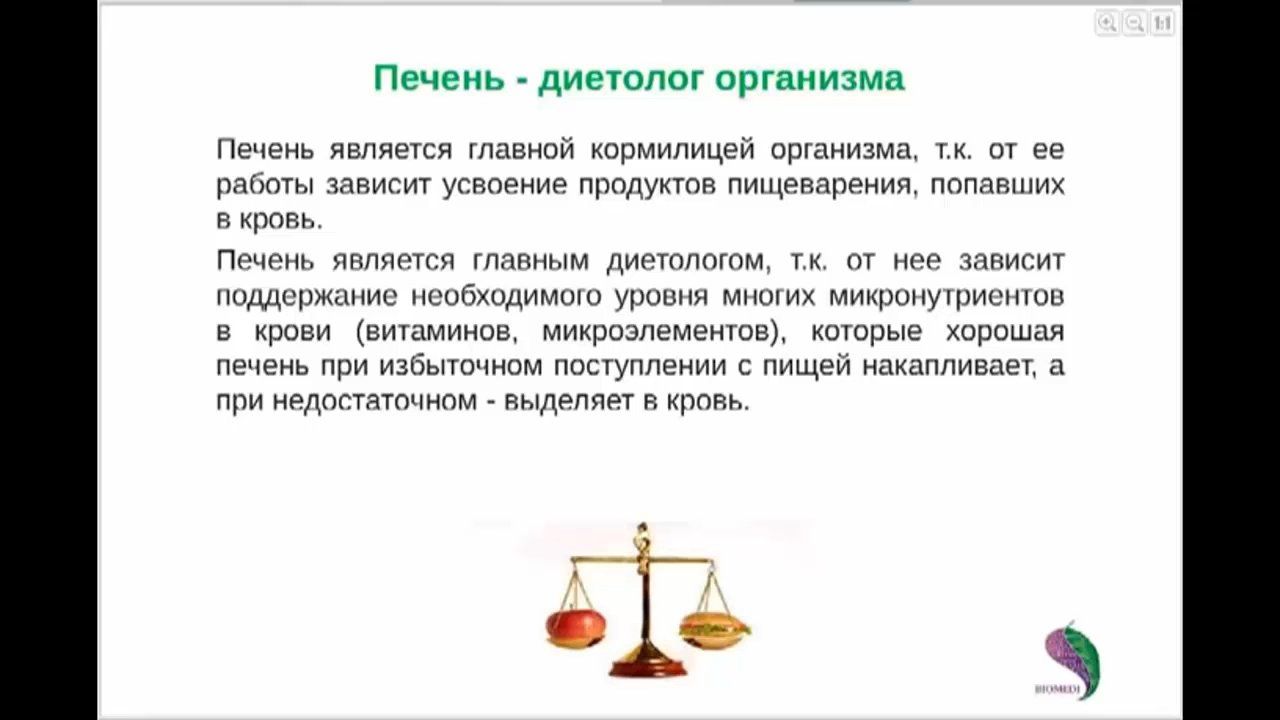 1:1
Печень - диетолог организма
Печень является главной кормилицей организма, т.к. от ее
работы зависит усвоение продуктов пищеварения, попавших
в кровь.
Печень является главным диетологом, т.к. от нее зависит
поддержание необходимого уровня многих микронутриентов
в крови (витаминов, микроэлементов), которые хорошая
печень при избыточном поступлении с пищей накапливает, а
при недостаточном - выделяет в кровь.
BIOMEDI